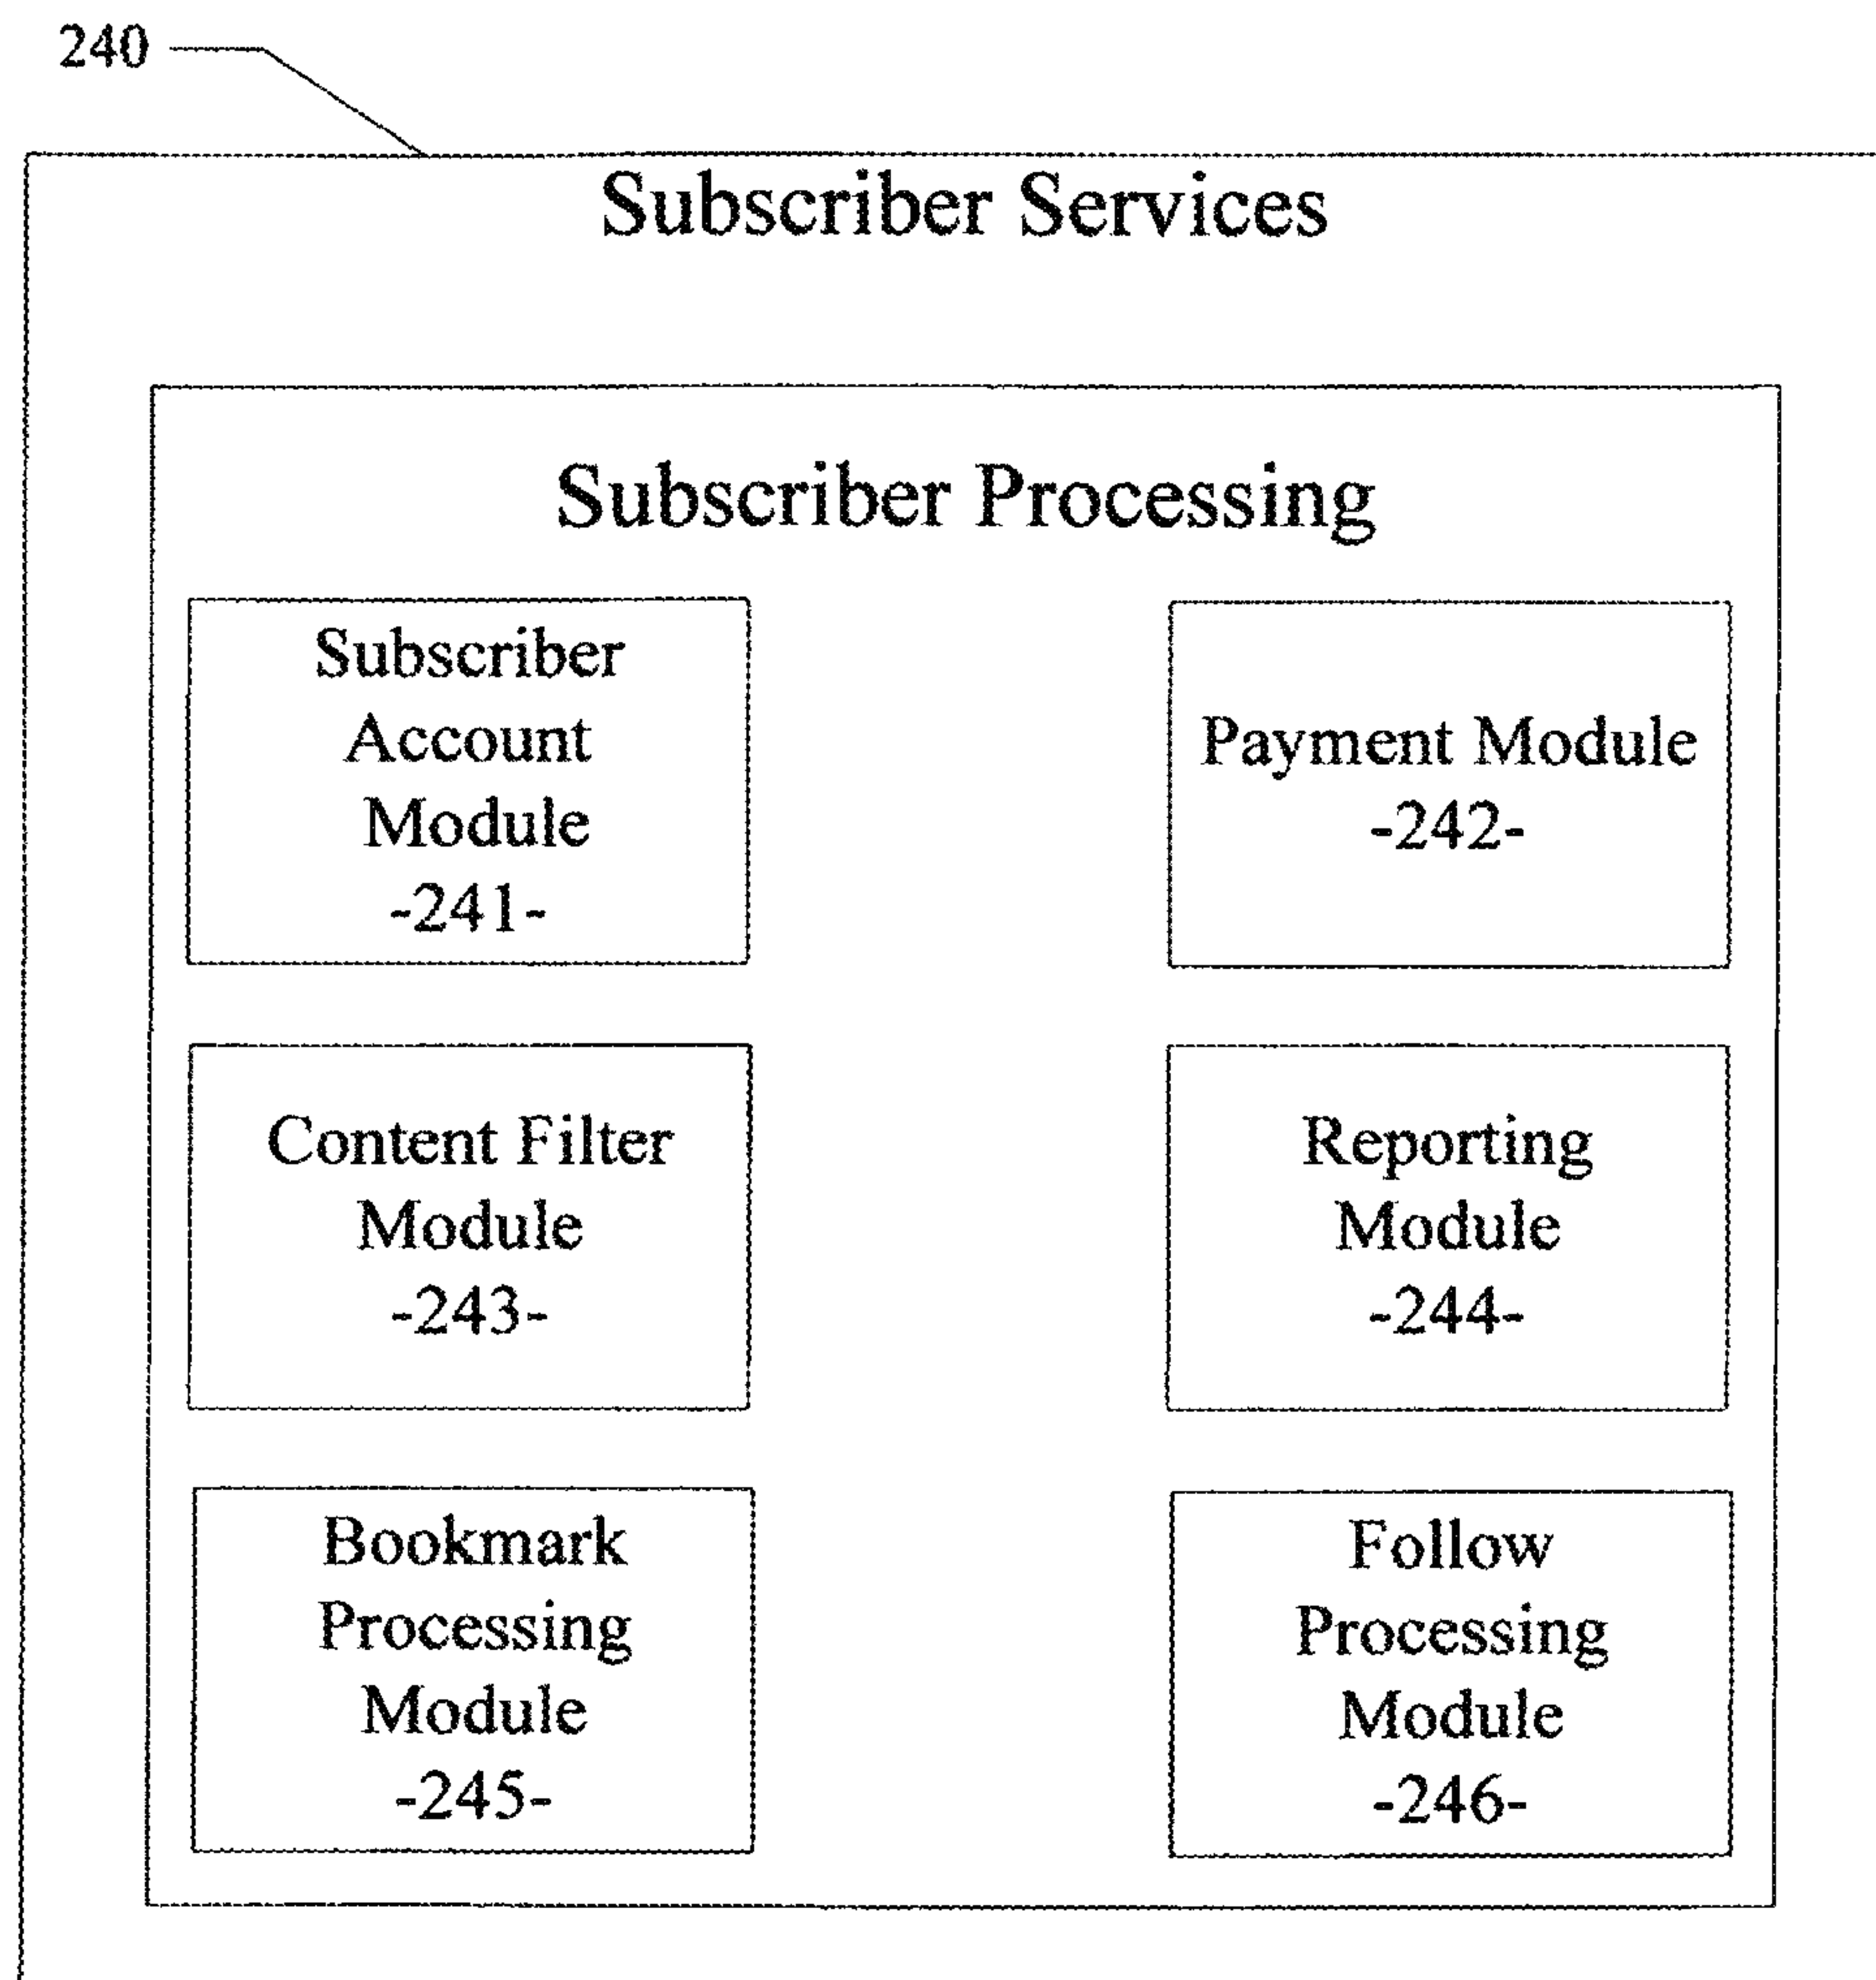 240
Subscriber Services
Subscriber Processing
Subscriber
Account
Module
-241-
Payment Module
-242-
Content Filter
Module
-243-
Reporting
Module
-244-
Bookmark
Processing
Module
-245-
Follow
Processing
Module
-246-